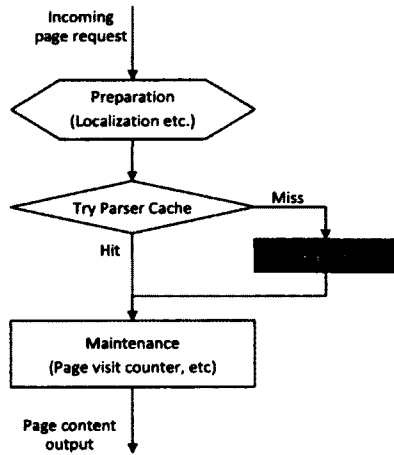 Incoming
page request
Preparation
(Localization etc.)
Try Parser Cache
Miss
Hit
Maintenance
(Page visit counter, etc)
Page content
output